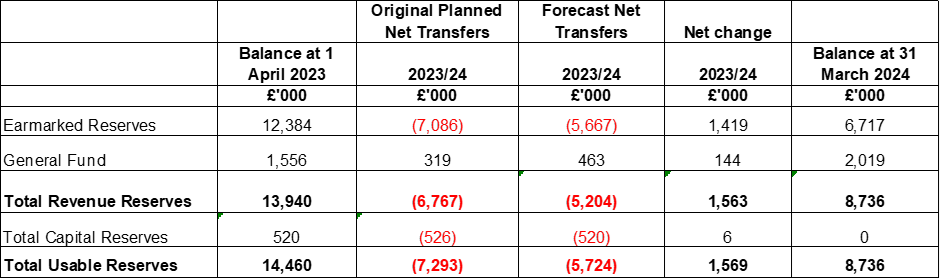 Original Planned Forecast Net
Net Transfers Transfers Net change
Balance at 1 Balance at 31
April 2023 2023/24 2023/24 2023/24 March 2024
£'000 £'000 £'000 £'000 £'000
Earmarked Reserves 12,384 (7,086) (5,667) 1,419 6,717
General Fund 1,556 319 463 144 2,019
Total Revenue Reserves 13,940 (6,767) (5,204) 1,563 8,736
Total Capital Reserves 520 (526) (520) 6 0
Total Usable Reserves 14,460 (7,293) (5,724) 1,569 8,736